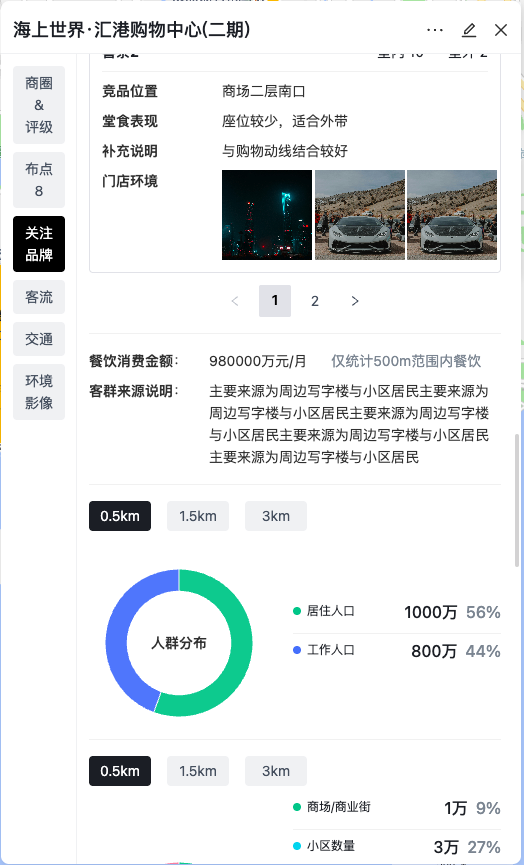 海上世界·汇港购物中心(二期)
商圈
&
评级
布点
8
关注
品牌
客流
交通
环境
影像
竞品位置 商场二层南口
堂食表现 座位较少，适合外带
补充说明 与购物动线结合较好
门店环境
1 2
餐饮消费金额： 980000万元/月 仅统计500m范围内餐饮
客群来源说明： 主要来源为周边写字楼与小区居民主要来源为
周边写字楼与小区居民主要来源为周边写字楼
与小区居民主要来源为周边写字楼与小区居民
主要来源为周边写字楼与小区居民
0.5km 1.5km 3km
人群分布
居住人口 1000万 56%
工作人口 800万 44%
0.5km 1.5km 3km
商场/商业街 1万 9%
小区数量 3万 27%